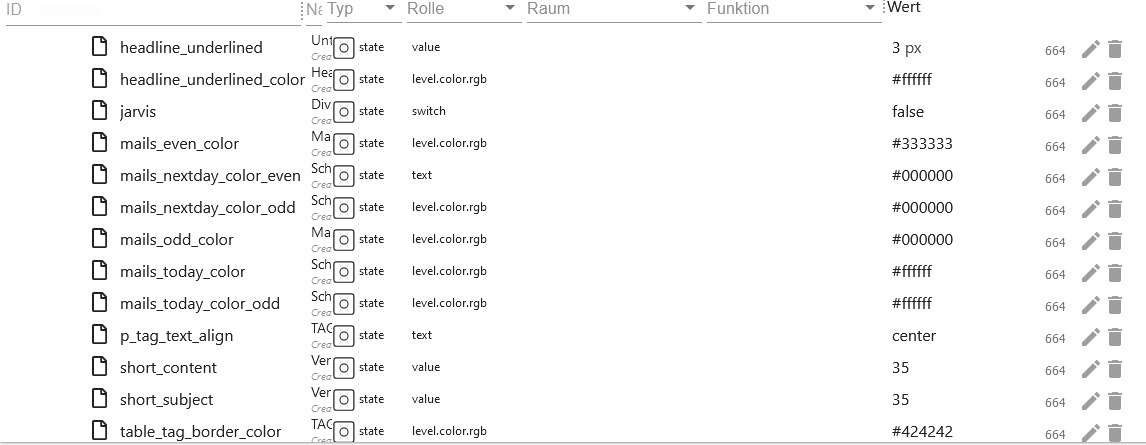 ID Na Typ Rolle Raum Funktion Wert
headline_underlined Unt Crea state value 3 px 664
headline_underlined_color Hea Crea state level.color.rgb #ffffff 664
jarvis Div Crea state switch false 664
mails_even_color Ma Crea state level.color.rgb #333333 664
mails_nextday_color_even Sch Crea state text #000000 664
mails_nextday_color_odd Sch Crea state level.color.rgb #000000 664
mails_odd_color Ma Crea state level.color.rgb #000000 664
mails_today_color Sch Crea state level.color.rgb #ffffff 664
mails_today_color_odd Sch Crea state level.color.rgb #ffffff 664
p_tag_text_align TAG Crea state text center 664
short_content Ver Crea state value 35 664
short_subject Ver Crea state value 35 664
table_tag_border_color TAG Crea state level.color.rgb #424242 664